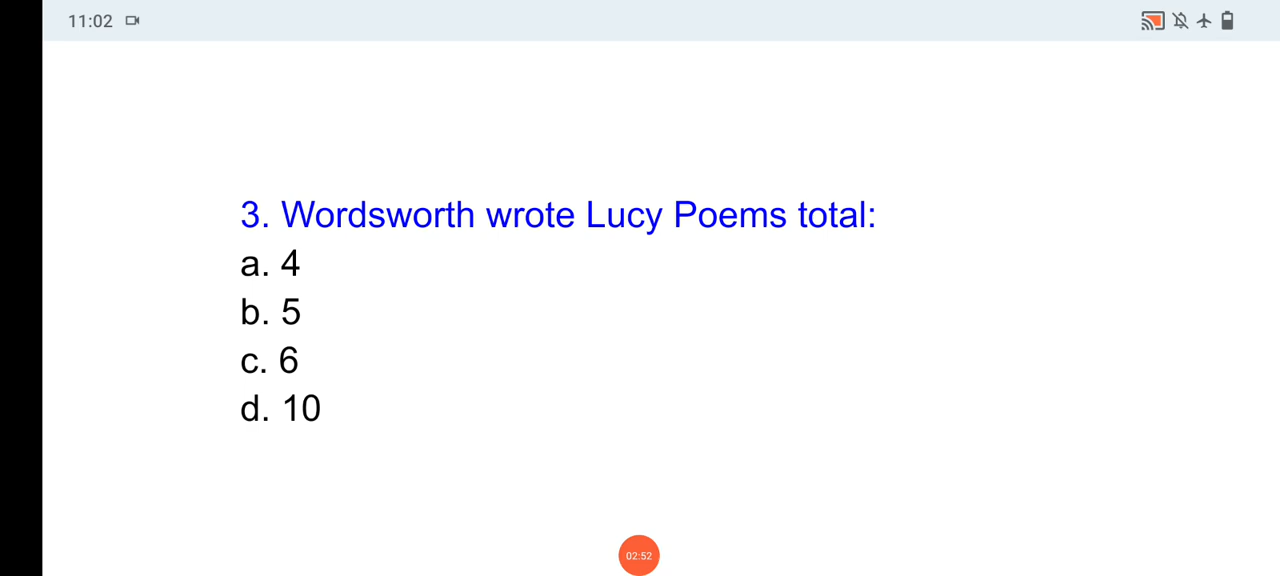 11:02
3. Wordsworth wrote Lucy Poems total:
a. 4
b. 5
c. 6
d. 10
02:52